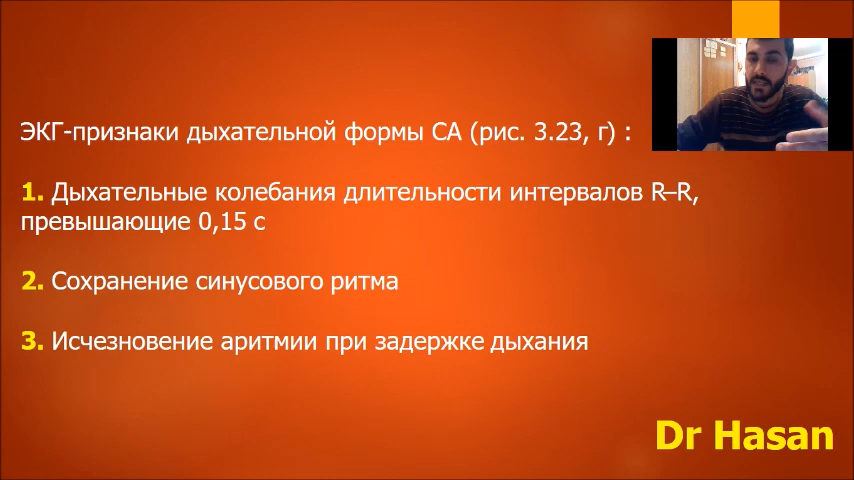 ЭКГ-признаки дыхательной формы СА (рис. 3.23, г) :
1. Дыхательные колебания длительности интервалов R–R,
превышающие 0,15 с
2. Сохранение синусового ритма
3. Исчезновение аритмии при задержке дыхания
Dr Hasan